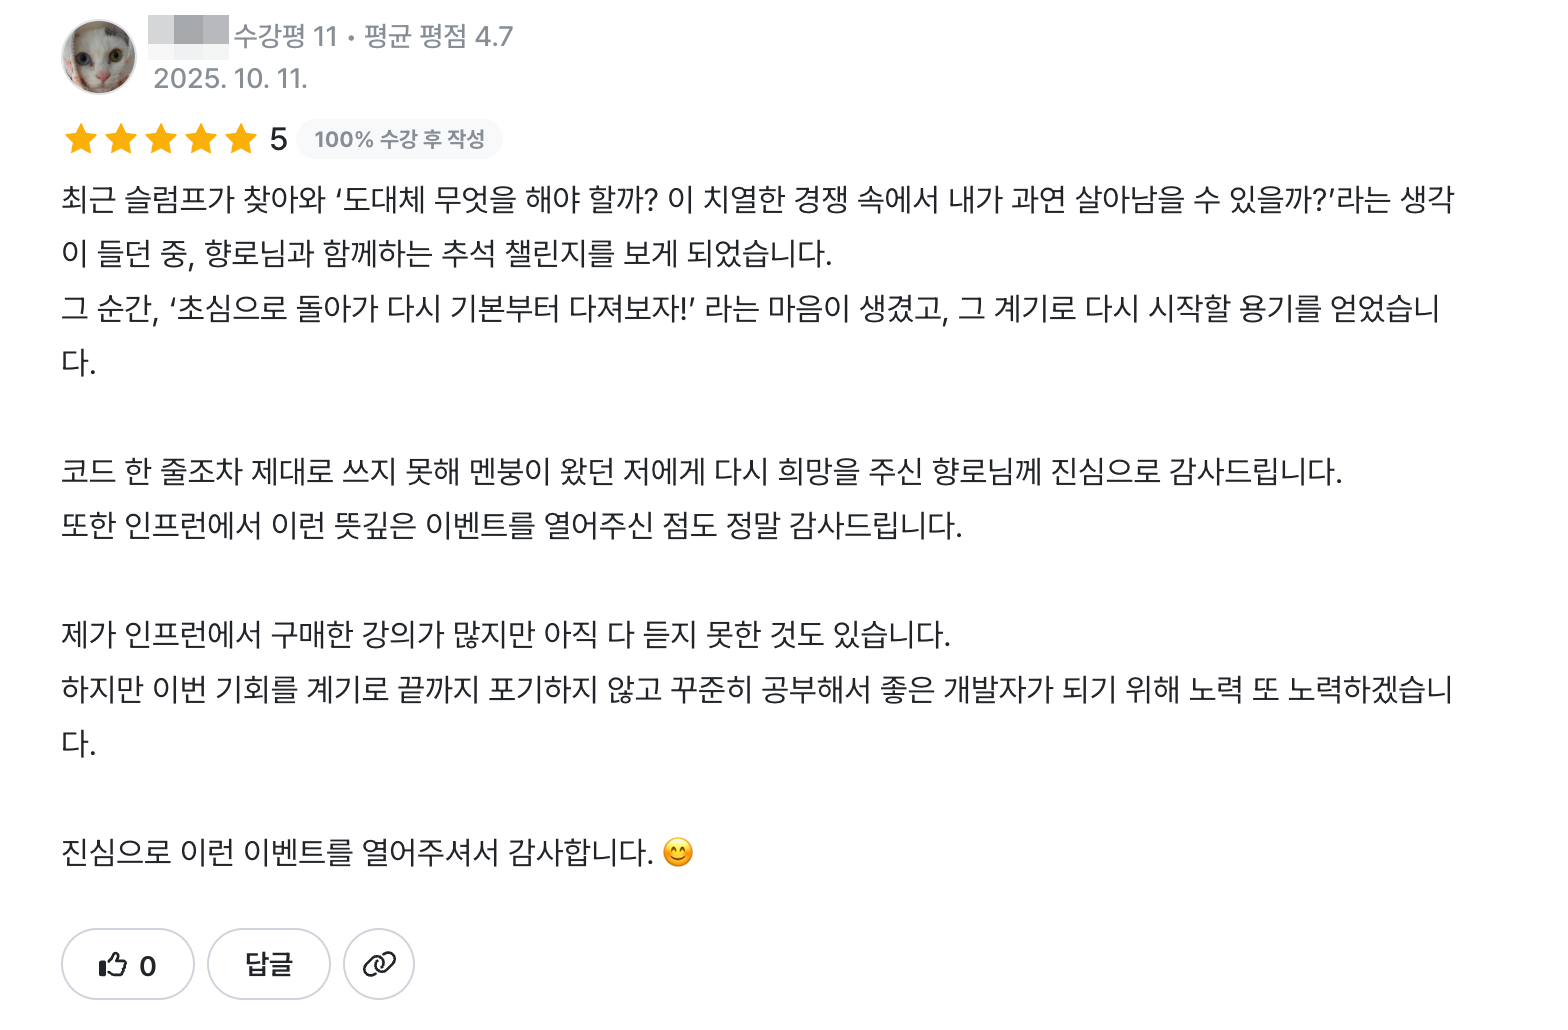 수강평 11 • 평균 평점 4.7
2025. 10. 11.
5 100% 수강 후 작성
최근 슬럼프가 찾아와 ‘도대체 무엇을 해야 할까? 이 치열한 경쟁 속에서 내가 과연 살아남을 수 있을까?’라는 생각
이 들던 중, 향로님과 함께하는 추석 챌린지를 보게 되었습니다.
그 순간, ‘초심으로 돌아가 다시 기본부터 다져보자!’ 라는 마음이 생겼고, 그 계기로 다시 시작할 용기를 얻었습니
다.
코드 한 줄조차 제대로 쓰지 못해 멘붕이 왔던 저에게 다시 희망을 주신 향로님께 진심으로 감사드립니다.
또한 인프런에서 이런 뜻깊은 이벤트를 열어주신 점도 정말 감사드립니다.
제가 인프런에서 구매한 강의가 많지만 아직 다 듣지 못한 것도 있습니다.
하지만 이번 기회를 계기로 끝까지 포기하지 않고 꾸준히 공부해서 좋은 개발자가 되기 위해 노력 또 노력하겠습니
다.
진심으로 이런 이벤트를 열어주셔서 감사합니다. 😊
0 답글